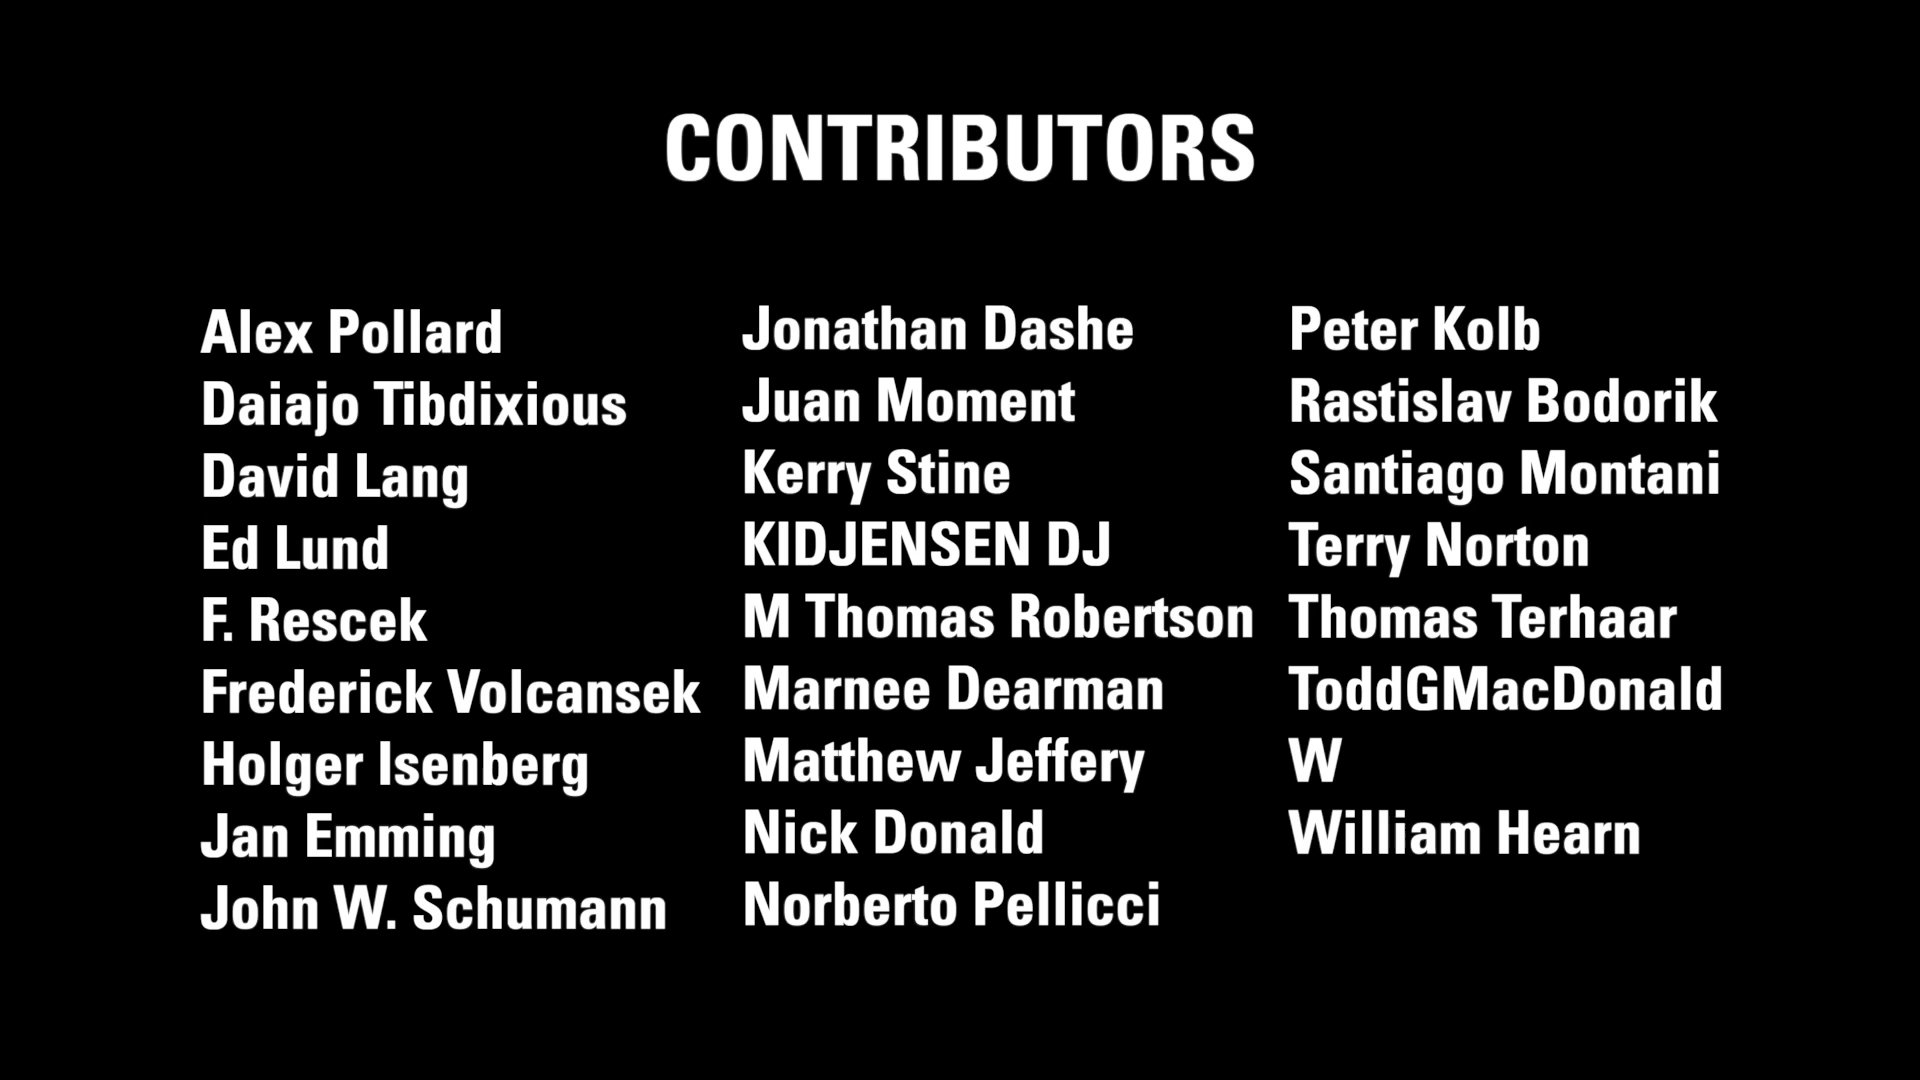 CONTRIBUTORS
Alex Pollard
Daiajo Tibdixious
David Lang
Ed Lund
F. Rescek
Frederick Volcansek
Holger Isenberg
Jan Emming
John W. Schumann
Jonathan Dashe
Juan Moment
Kerry Stine
KIDJENSEN DJ
M Thomas Robertson
Marnee Dearman
Matthew Jeffery
Nick Donald
Norberto Pellicci
Peter Kolb
Rastislav Bodorik
Santiago Montani
Terry Norton
Thomas Terhaar
ToddGMacDonald
W
William Hearn